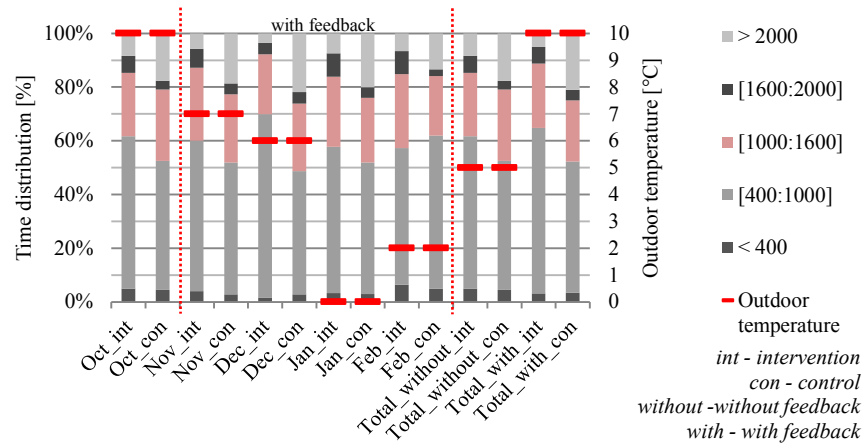 with feedback
Time distribution [%]
100%
80%
60%
40%
20%
0%
Outdoor temperature [℃]
10
9
8
7
6
5
4
3
2
1
0
Oct_int
Oct_con
Nov_int
Nov_con
Dec_int
Dec_con
Jan_int
Jan_con
Feb_int
Feb_con
Total_without_int
Total_without_con
Total_with_int
Total_with_con
> 2000
[1600:2000]
[1000:1600]
[400:1000]
< 400
Outdoor
temperature
int - intervention
con - control
without -without feedback
with - with feedback